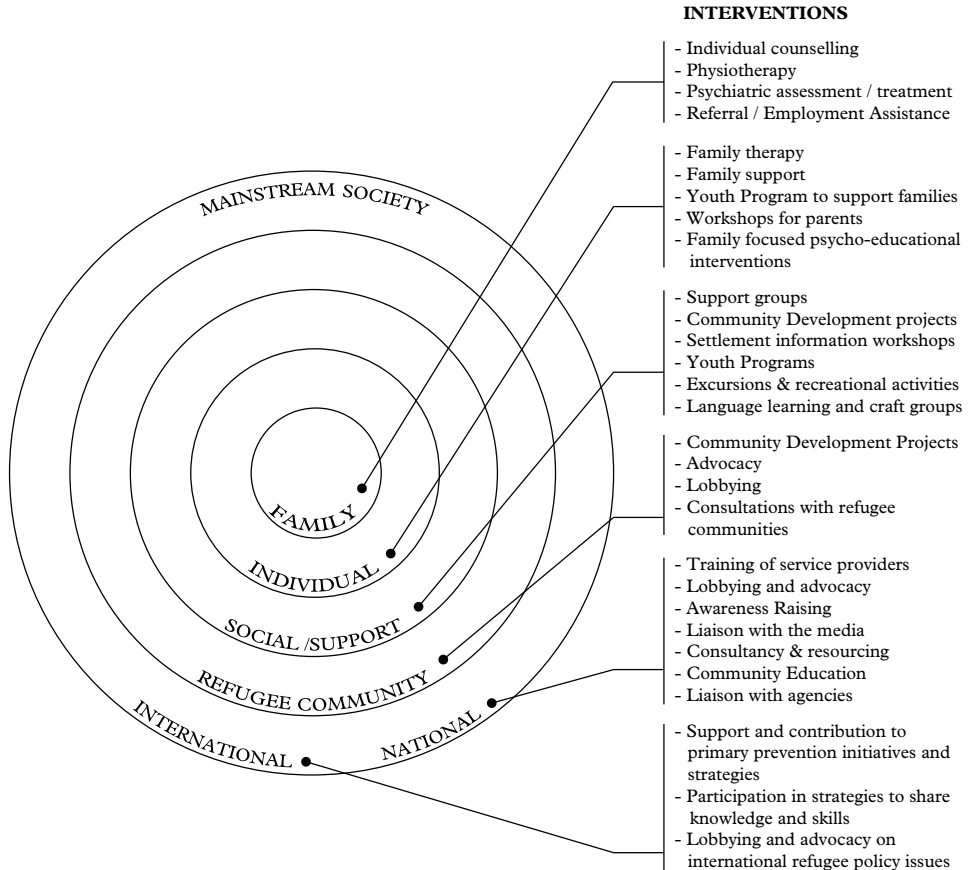 INTERVENTIONS
- Individual counselling
- Physiotherapy
- Psychiatric assessment / treatment
- Referral / Employment Assistance
- Family therapy
- Family support
- Youth Program to support families
- Workshops for parents
- Family focused psycho-educational
interventions
- Support groups
- Community Development projects
- Settlement information workshops
- Youth Programs
- Excursions & recreational activities
- Language learning and craft groups
- Community Development Projects
- Advocacy
- Lobbying
- Consultations with refugee
communities
- Training of service providers
- Lobbying and advocacy
- Awareness Raising
- Liaison with the media
- Consultancy & resourcing
- Community Education
- Liaison with agencies
- Support and contribution to
primary prevention initiatives and
strategies
- Participation in strategies to share
knowledge and skills
- Lobbying and advocacy on
international refugee policy issues
MAINSTREAM SOCIETY
FAMILY
INDIVIDUAL
SOCIAL /SUPPORT
REFUGEE COMMUNITY
INTERNATIONAL
NATIONAL